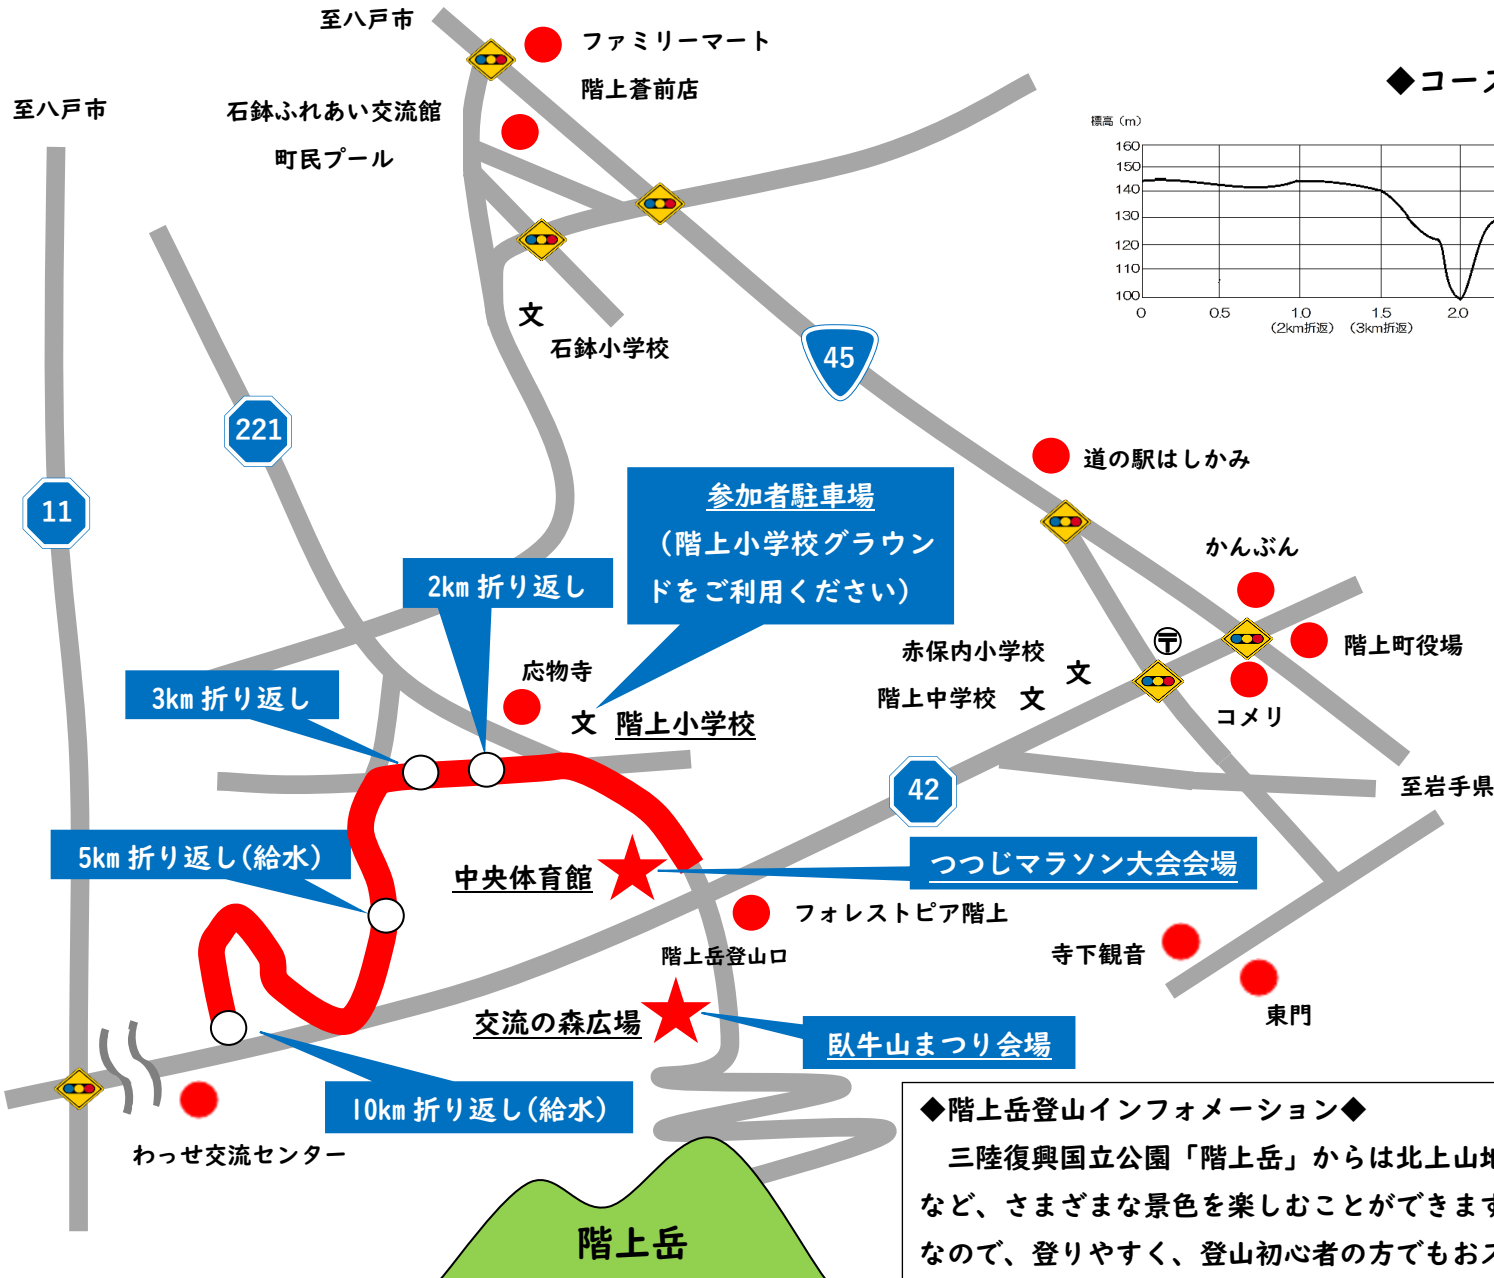 至八戸市
ファミリーマート
階上蒼前店
至八戸市
石鉢ふれあい交流館
町民プール
◆コース
標高（m）
160
150
140
130
120
110
100
0
0.5
1.0
1.5
2.0
（2km折返）
（3km折返）
文
石鉢小学校
45
221
11
道の駅はしかみ
参加者駐車場
（階上小学校グラウン
ドをご利用ください）
かんぶん
2km 折り返し
〒
階上町役場
赤保内小学校
文
階上中学校 文
コメリ
応物寺
3km 折り返し
文 階上小学校
42
至岩手県
5km 折り返し(給水)
中央体育館
つつじマラソン大会会場
フォレストピア階上
階上岳登山口
寺下観音
東門
交流の森広場
臥牛山まつり会場
10km 折り返し(給水)
わっせ交流センター
階上岳
◆階上岳登山インフォメーション◆
三陸復興国立公園「階上岳」からは北上山地
など、さまざまな景色を楽しむことができます
なので、登りやすく、登山初心者の方でもおス